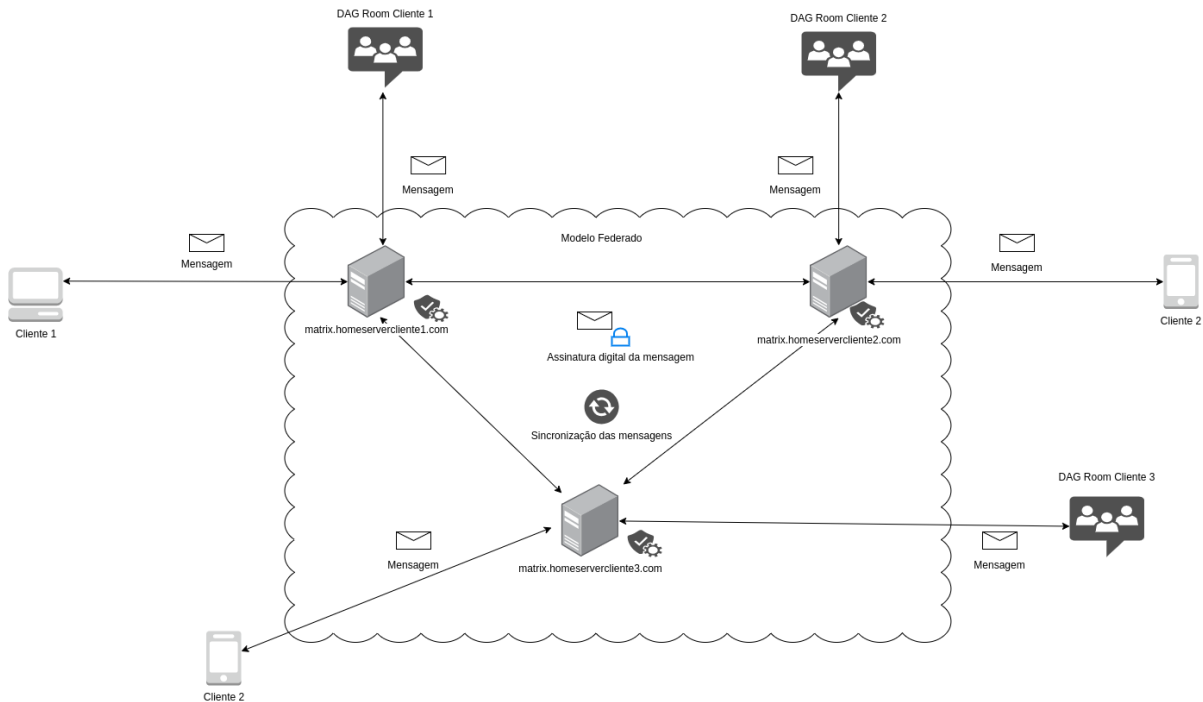 DAG Room Cliente 1
DAG Room Cliente 2
Mensagem
Mensagem
Modelo Federado
Mensagem
Mensagem
Cliente 1
matrix.homeservercliente1.com
matrix.homeservercliente2.com
Cliente 2
Assinatura digital da mensagem
Sincronização das mensagens
DAG Room Cliente 3
Mensagem
matrix.homeservercliente3.com
Mensagem
Cliente 2